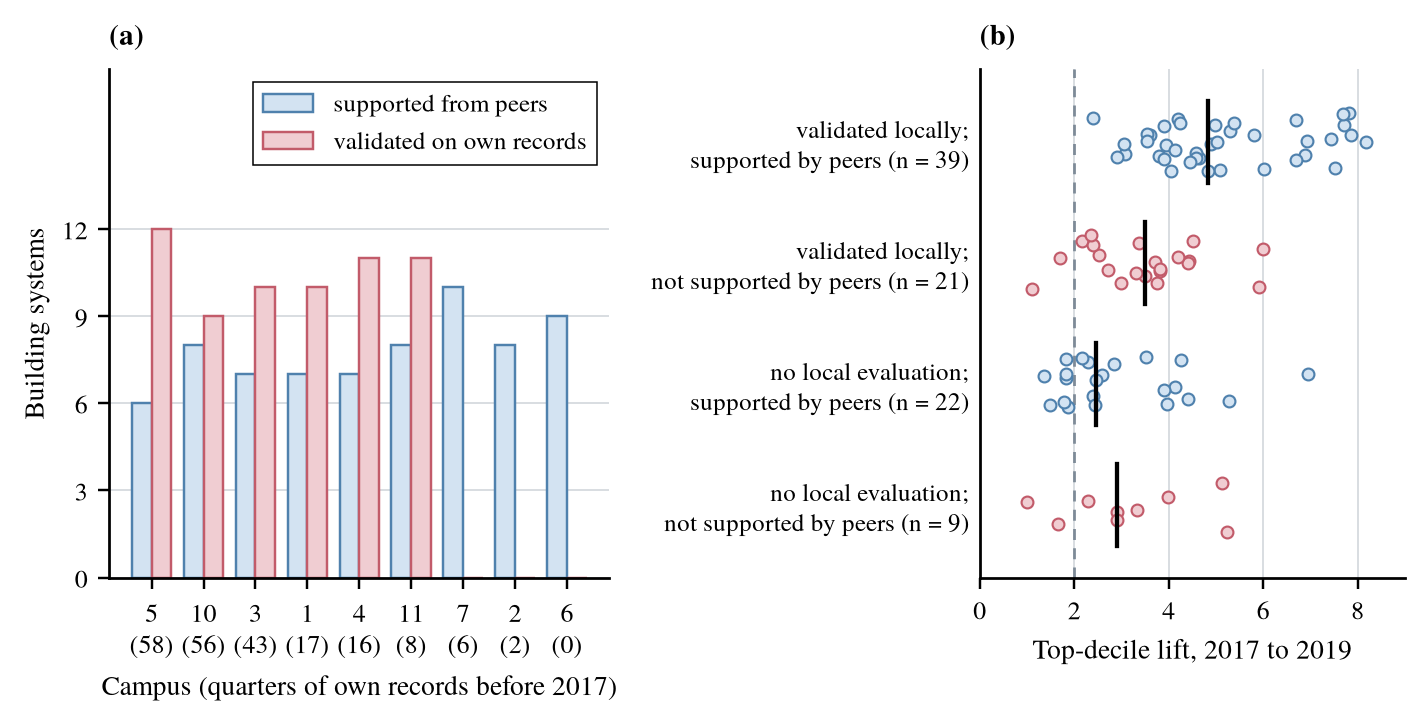 (a)
supported from peers
validated on own records
Building systems
12
9
6
3
0
5 10 3 1 4 11 7 2 6
(58) (56) (43) (17) (16) (8) (6) (2) (0)
Campus (quarters of own records before 2017)
(b)
validated locally;
supported by peers (n = 39)
validated locally;
not supported by peers (n = 21)
no local evaluation;
supported by peers (n = 22)
no local evaluation;
not supported by peers (n = 9)
0 2 4 6 8
Top-decile lift, 2017 to 2019